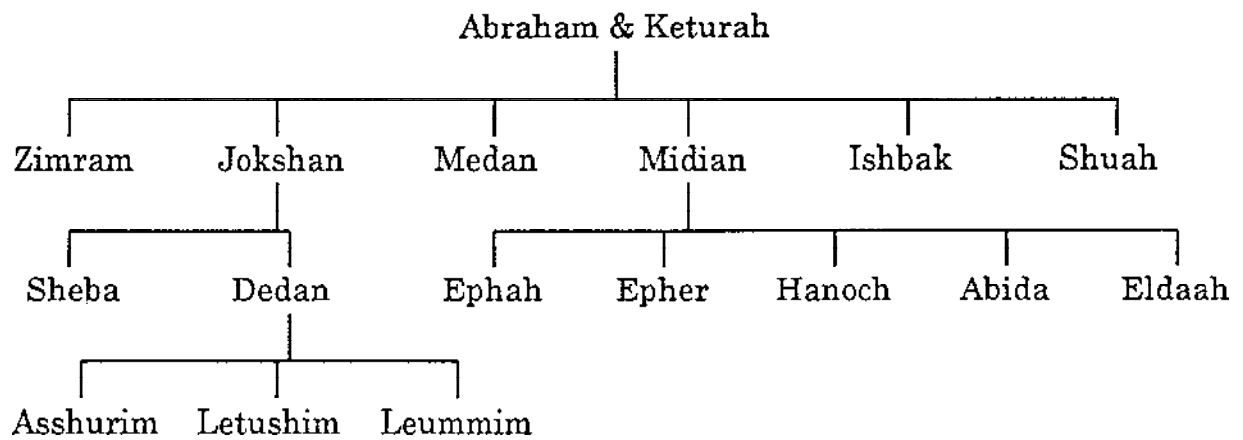 Abraham & Keturah
Zimram Jokshan Medan Midian Ishbak Shuah
Sheba Dedan Ephah Epher Hanoch Abida Eldaah
Asshurim Letushim Leummim